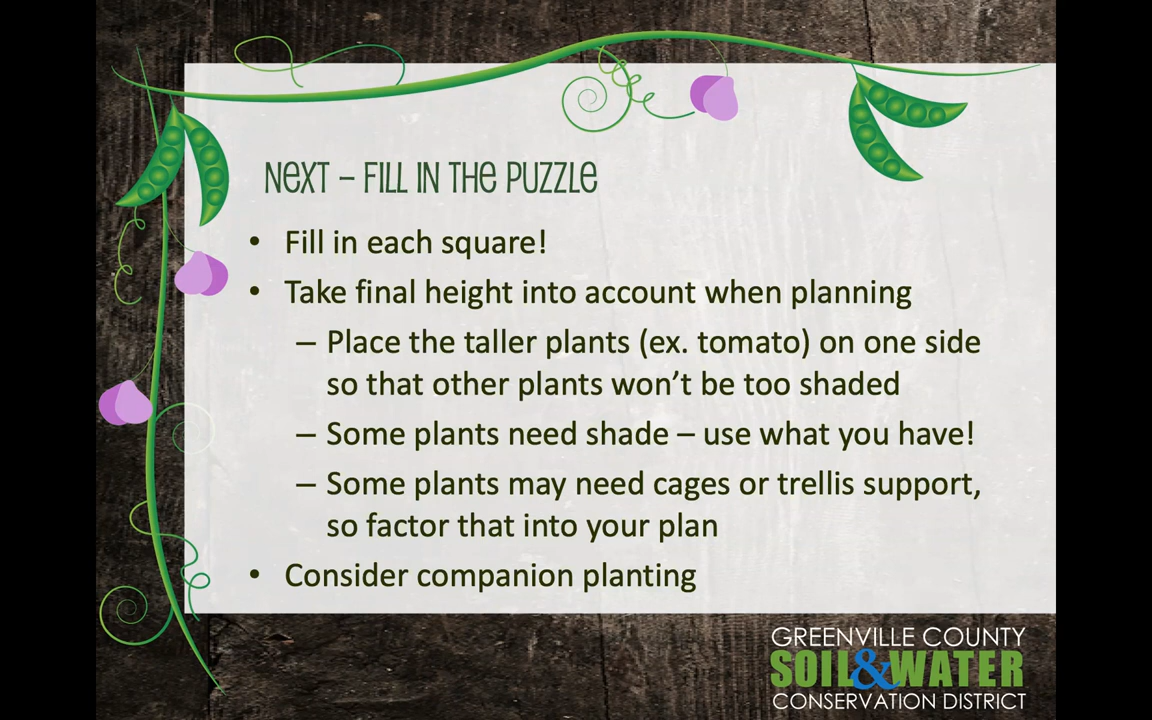 NEXT – FILL IN THE PUZZLE
• Fill in each square!
• Take final height into account when planning
– Place the taller plants (ex. tomato) on one side
so that other plants won't be too shaded
– Some plants need shade – use what you have!
– Some plants may need cages or trellis support,
so factor that into your plan
• Consider companion planting
GREENVILLE COUNTY
SOIL&WATER
CONSERVATION DISTRICT